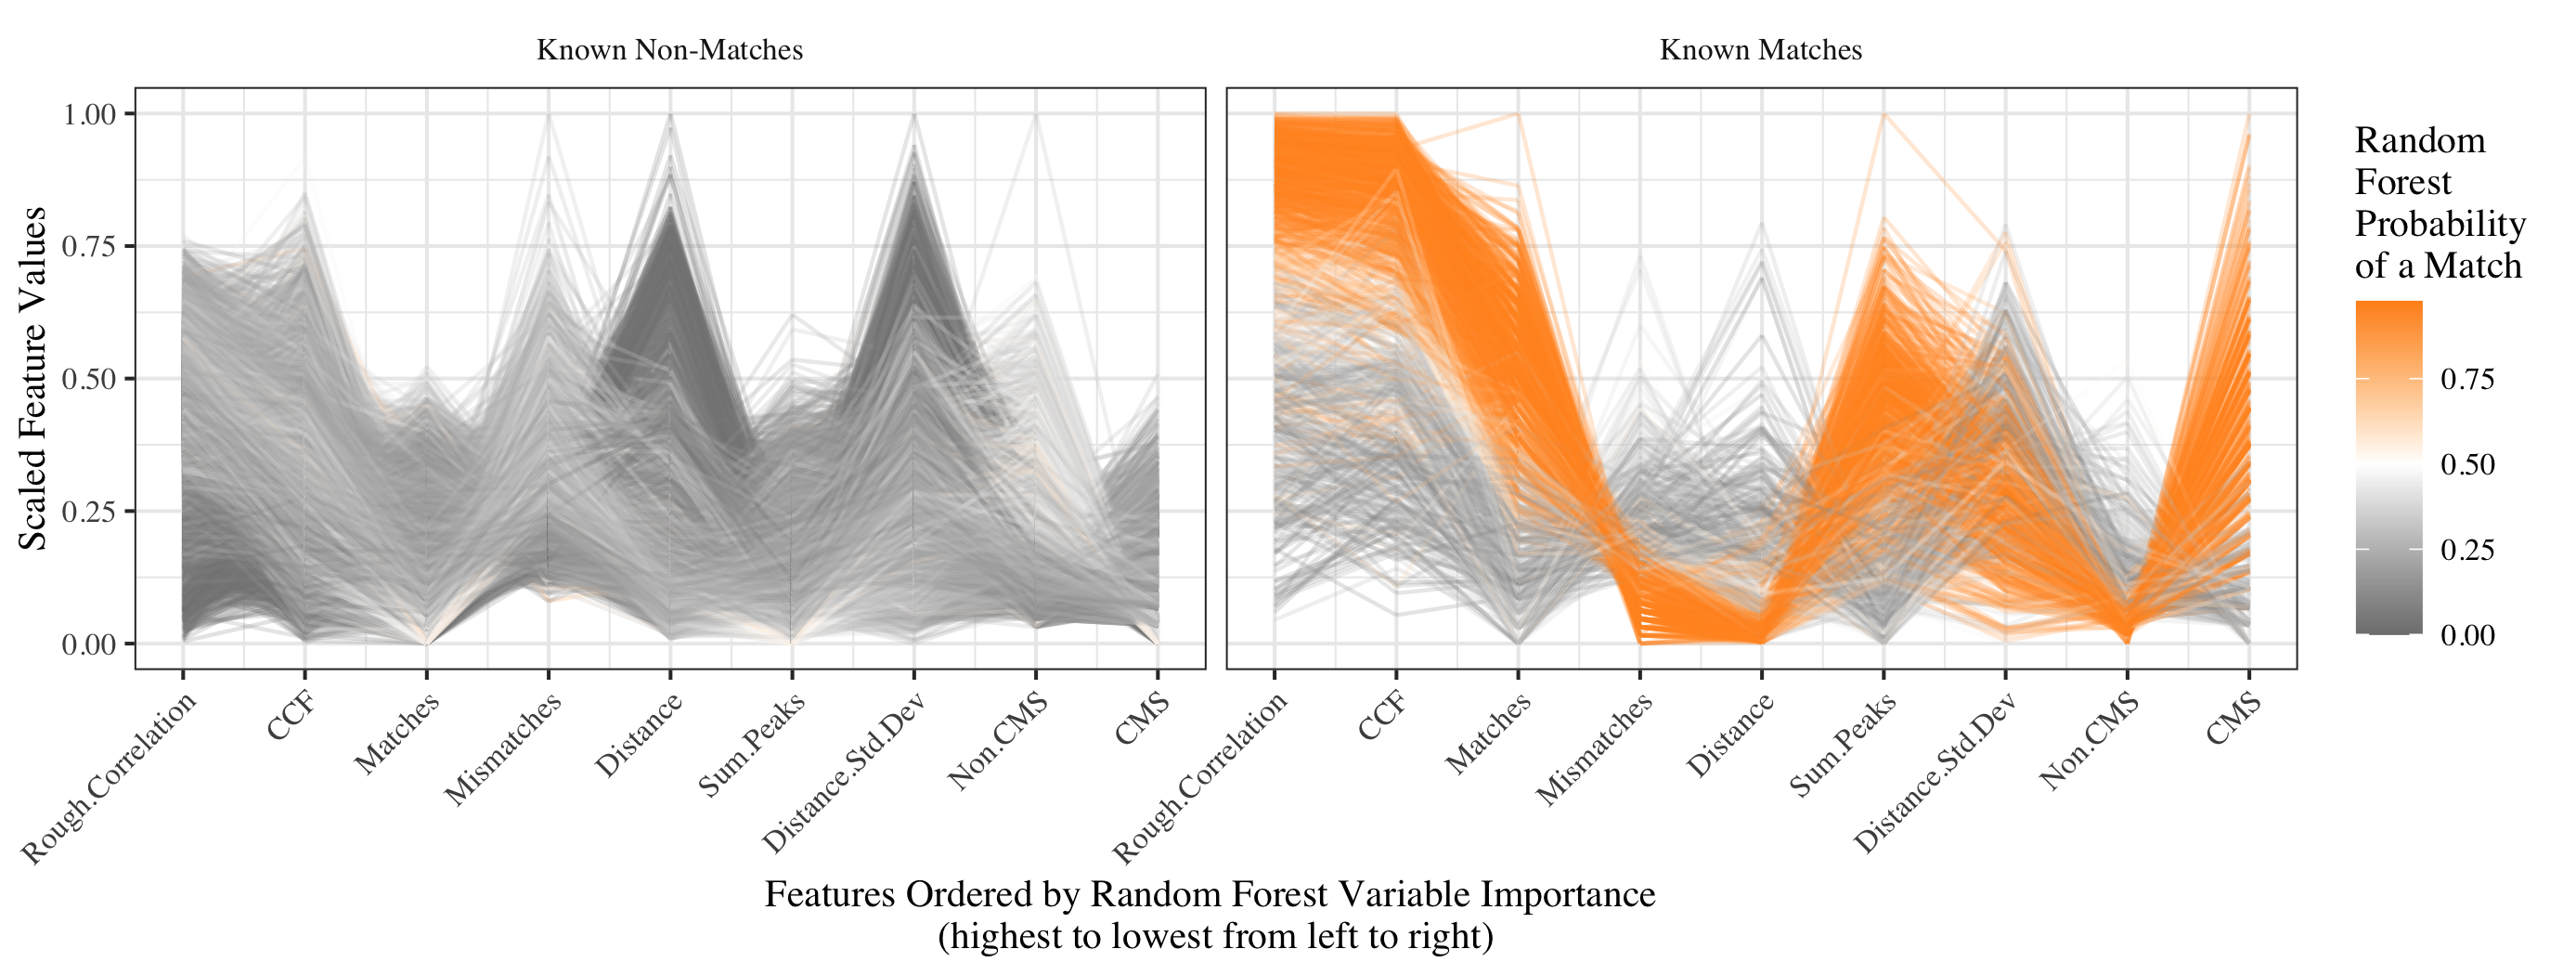 Known Non-Matches
Known Matches
Scaled Feature Values
1.00
0.75
0.50
0.25
0.00
Rough.Correlation
CCF
Matches
Mismatches
Distance
Sum.Peaks
Distance.Std.Dev
Non.CMS
CMS
Rough.Correlation
CCF
Matches
Mismatches
Distance
Sum.Peaks
Distance.Std.Dev
Non.CMS
CMS
Features Ordered by Random Forest Variable Importance
(highest to lowest from left to right)
Random
Forest
Probability
of a Match
0.75
0.50
0.25
0.00